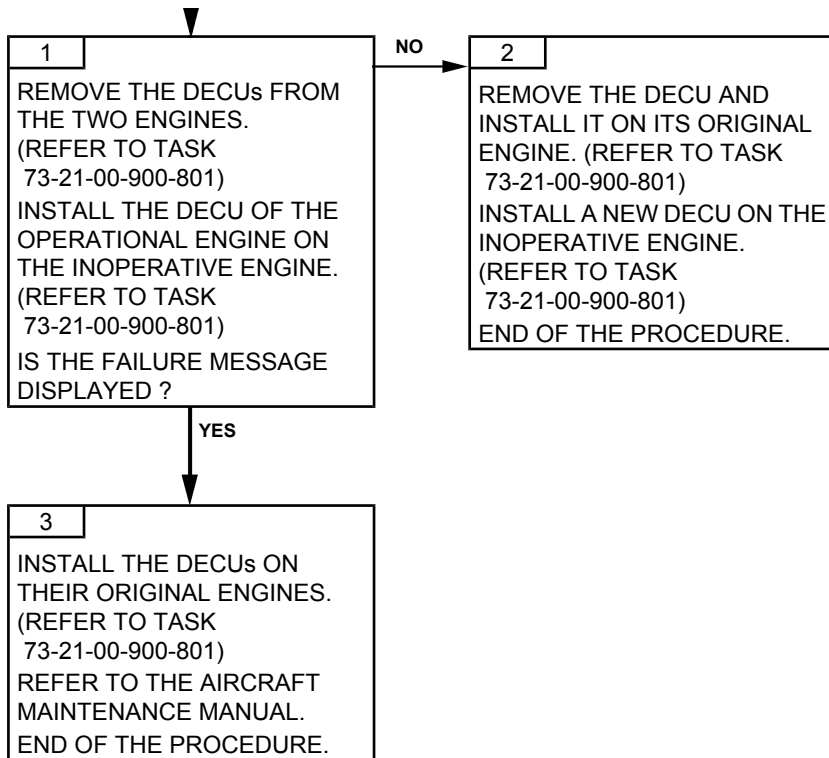 1
REMOVE THE DECUs FROM
THE TWO ENGINES.
(REFER TO TASK
73-21-00-900-801)
INSTALL THE DECU OF THE
OPERATIONAL ENGINE ON
THE INOPERATIVE ENGINE.
(REFER TO TASK
73-21-00-900-801)
IS THE FAILURE MESSAGE
DISPLAYED ?
NO
2
REMOVE THE DECU AND
INSTALL IT ON ITS ORIGINAL
ENGINE. (REFER TO TASK
73-21-00-900-801)
INSTALL A NEW DECU ON THE
INOPERATIVE ENGINE.
(REFER TO TASK
73-21-00-900-801)
END OF THE PROCEDURE.
YES
3
INSTALL THE DECUs ON
THEIR ORIGINAL ENGINES.
(REFER TO TASK
73-21-00-900-801)
REFER TO THE AIRCRAFT
MAINTENANCE MANUAL.
END OF THE PROCEDURE.